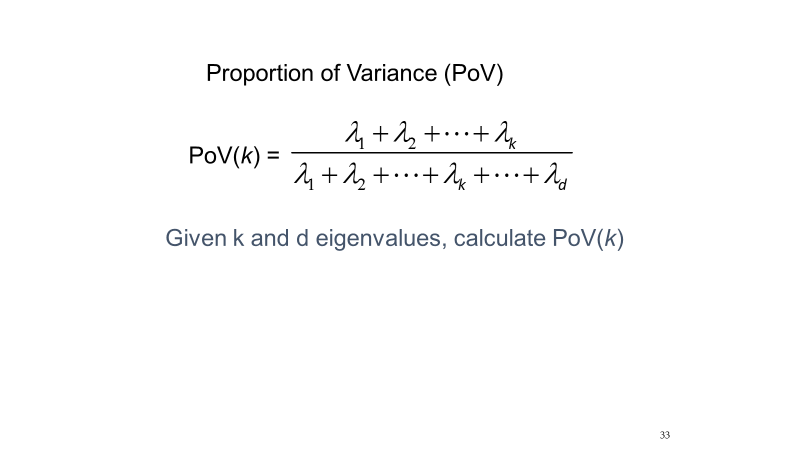 Proportion of Variance (PoV)
λ1 + λ2 + ⋯ + λk
PoV(k) =
λ1 + λ2 + ⋯ + λk + ⋯ + λd
Given k and d eigenvalues, calculate PoV(k)
33